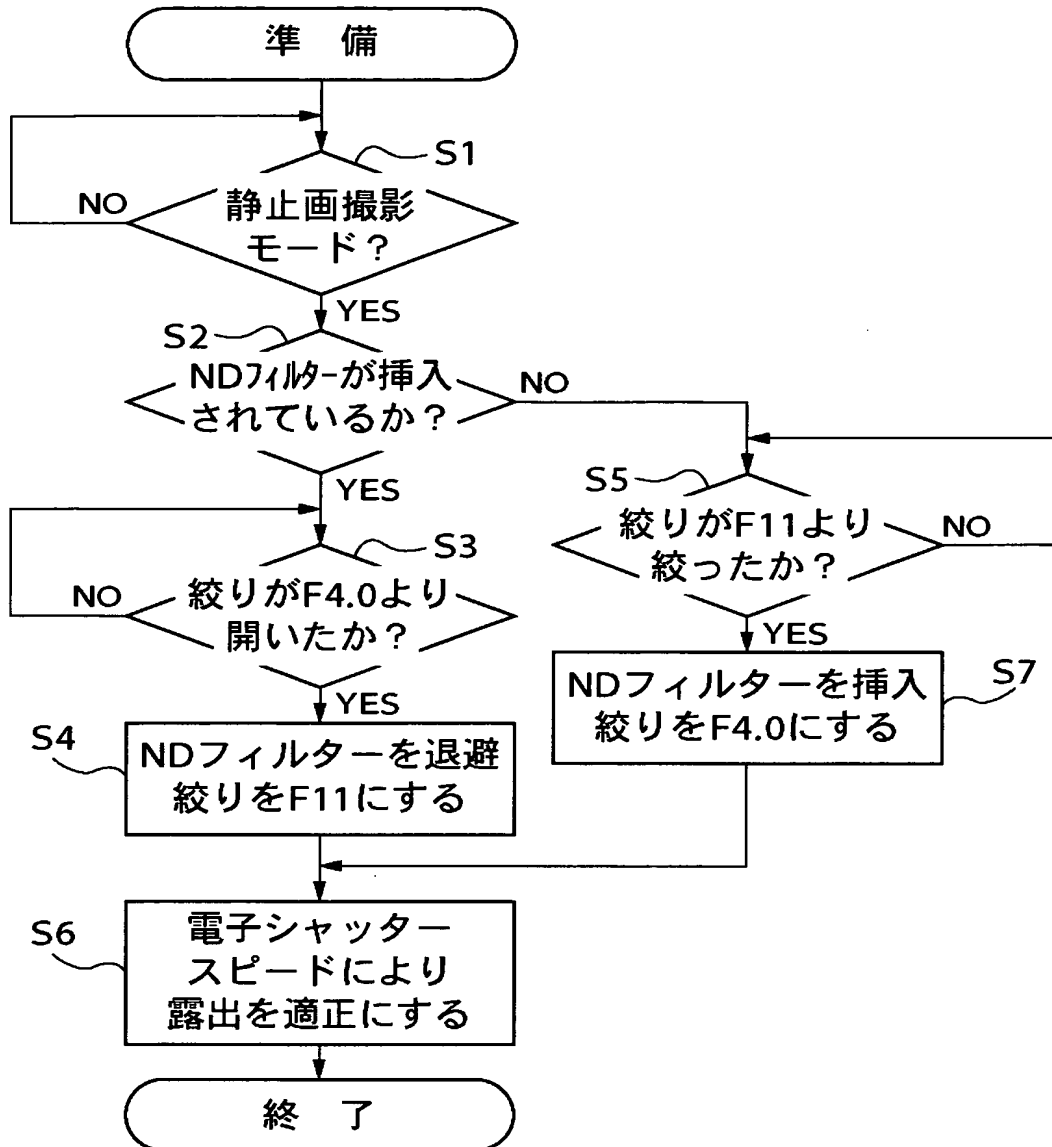 準 備
S1
NO
静止画撮影
モード？
YES
S2
NDフィルターが挿入
されているか？
NO
YES
S5
絞りがF11より
絞ったか？
NO
S3
NO
絞りがF4.0より
開いたか？
YES
YES
S7
NDフィルターを挿入
絞りをF4.0にする
S4
NDフィルターを退避
絞りをF11にする
S6
電子シャッター
スピードにより
露出を適正にする
終 了